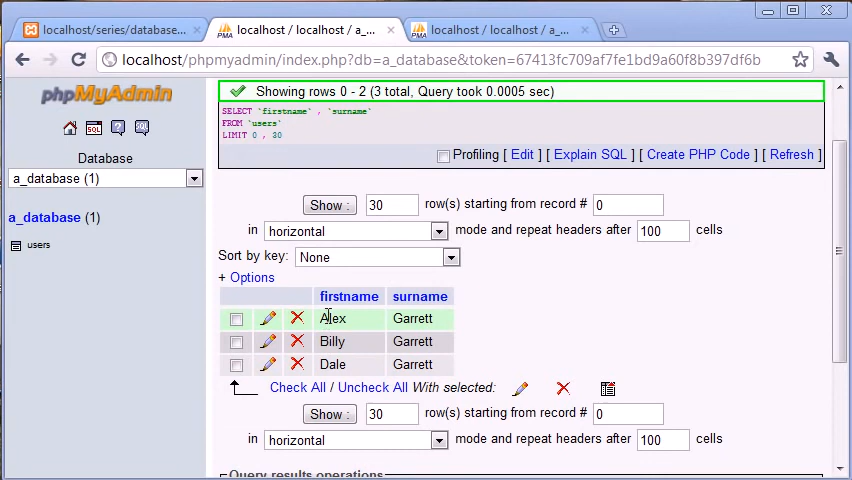 localhost/series/database...
PMA localhost / localhost / a_...
PMA localhost / localhost / a_...
localhost/phpmyadmin/index.php?db=a_database&token=67413fc709af7fe1bd9a60f8b397df6b
phpMyAdmin
SQL
Database
a_database (1)
a_database (1)
users
Showing rows 0 - 2 (3 total, Query took 0.0005 sec)
SELECT `firstname` , `surname`
FROM `users`
LIMIT 0 , 30
Profiling [ Edit ] [ Explain SQL ] [ Create PHP Code ] [ Refresh ]
Show : 30 row(s) starting from record # 0
in horizontal mode and repeat headers after 100 cells
Sort by key: None
+ Options
firstname surname
Alex Garrett
Billy Garrett
Dale Garrett
Check All / Uncheck All With selected:
Show : 30 row(s) starting from record # 0
in horizontal mode and repeat headers after 100 cells
Query results operations